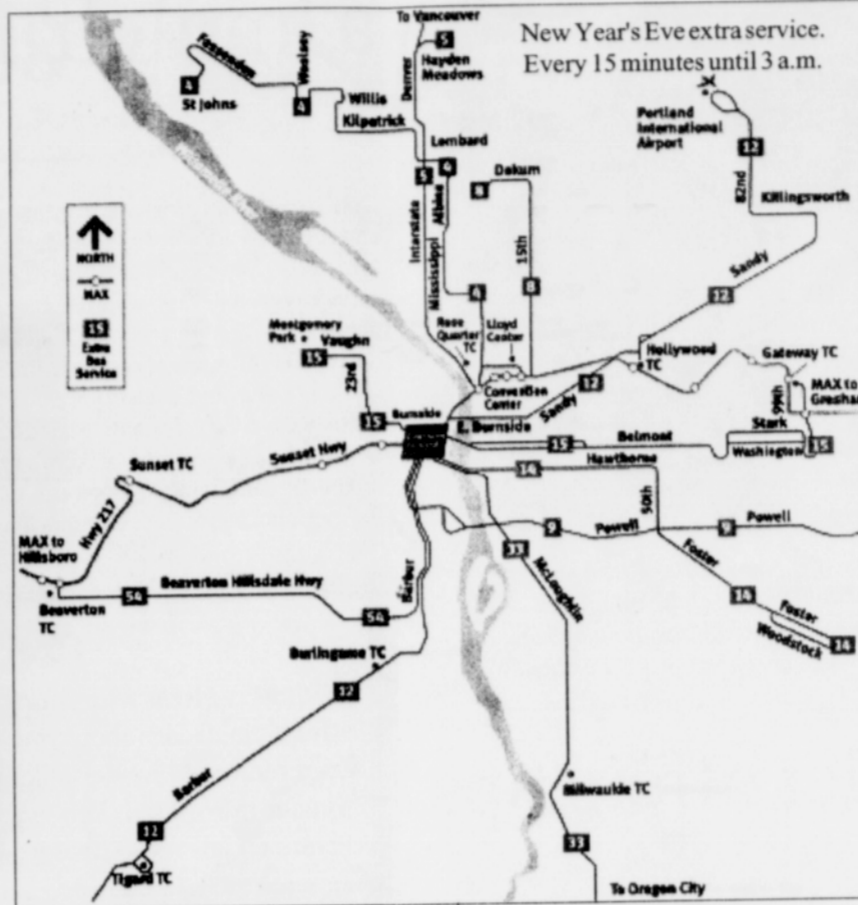 New Year's Eve extra service.
Every 15 minutes until 3 a.m.
To Vancouver
5
Hayden
Meadows
Denver
Fessenden
Woolsey
4
St Johns
4
Willis
Kilpatrick
Lombard
4
5
Albina
Interstate
Mississippi
4
Dekum
8
15th
8
Portland
International
Airport
12
82nd
Killingsworth
Sandy
12
NORTH
MAX
15
Extra
Bus
Service
Montgomery
Park
Vaughn
15
23rd
15
Burnside
Rose
Quarter
TC
Lloyd
Center
Convention
Center
Hollywood
TC
12
Sandy
Gateway TC
MAX to
Gresham
99th
E. Burnside
15
Belmont
Stark
Washington
15
14
Hawthorne
50th
Sunset TC
Sunset Hwy
Hwy 217
MAX to
Hillsboro
Beaverton
TC
54
Beaverton Hillsdale Hwy
54
Barbur
9
Powell
9
Powell
33
McLoughlin
Foster
14
Foster
Woodstock
14
Burlingame TC
12
Barbur
12
Tigard TC
Milwaukie TC
33
To Oregon City